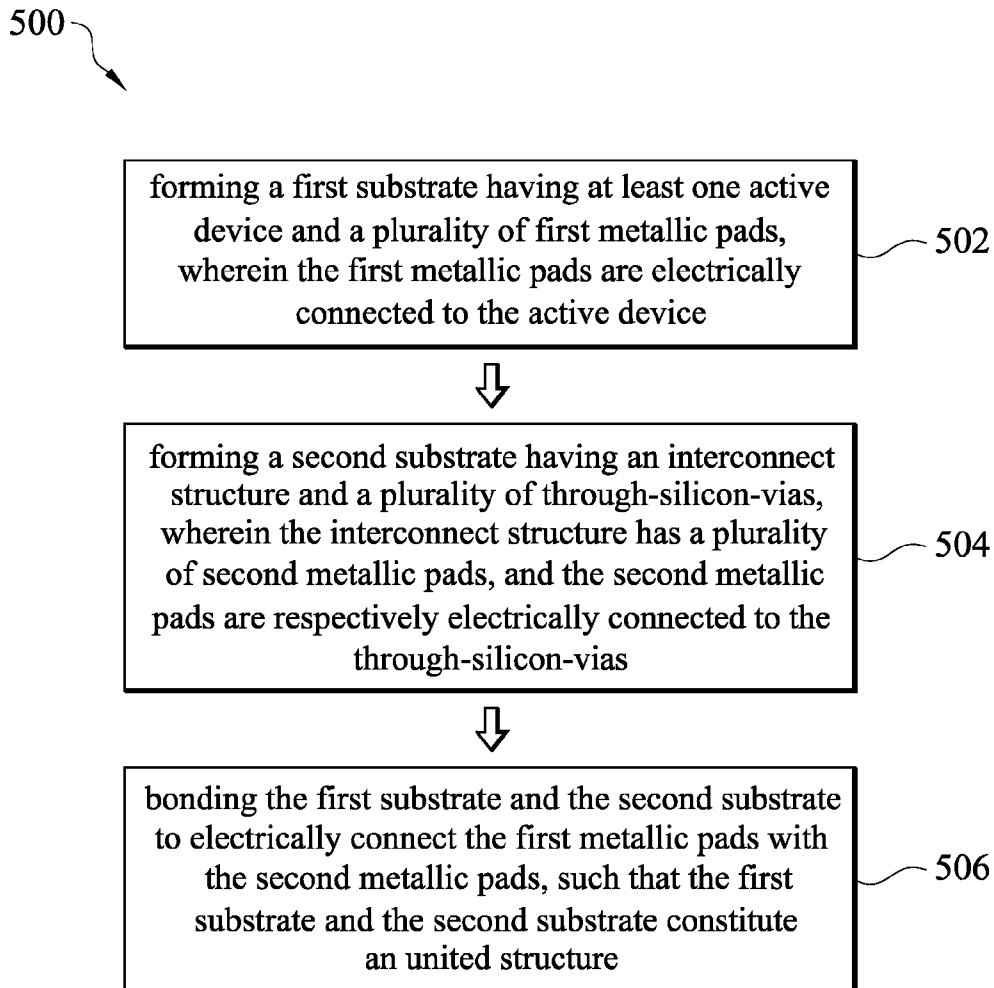 500
forming a first substrate having at least one active
device and a plurality of first metallic pads,
wherein the first metallic pads are electrically
connected to the active device
502
forming a second substrate having an interconnect
structure and a plurality of through-silicon-vias,
wherein the interconnect structure has a plurality
of second metallic pads, and the second metallic
pads are respectively electrically connected to the
through-silicon-vias
504
bonding the first substrate and the second substrate
to electrically connect the first metallic pads with
the second metallic pads, such that the first
substrate and the second substrate constitute
an united structure
506